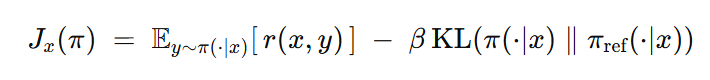 J_x(π) = 𝔼_{y∼π(·|x)}[ r(x, y) ] − β KL(π(·|x) ∥ π_ref(·|x))